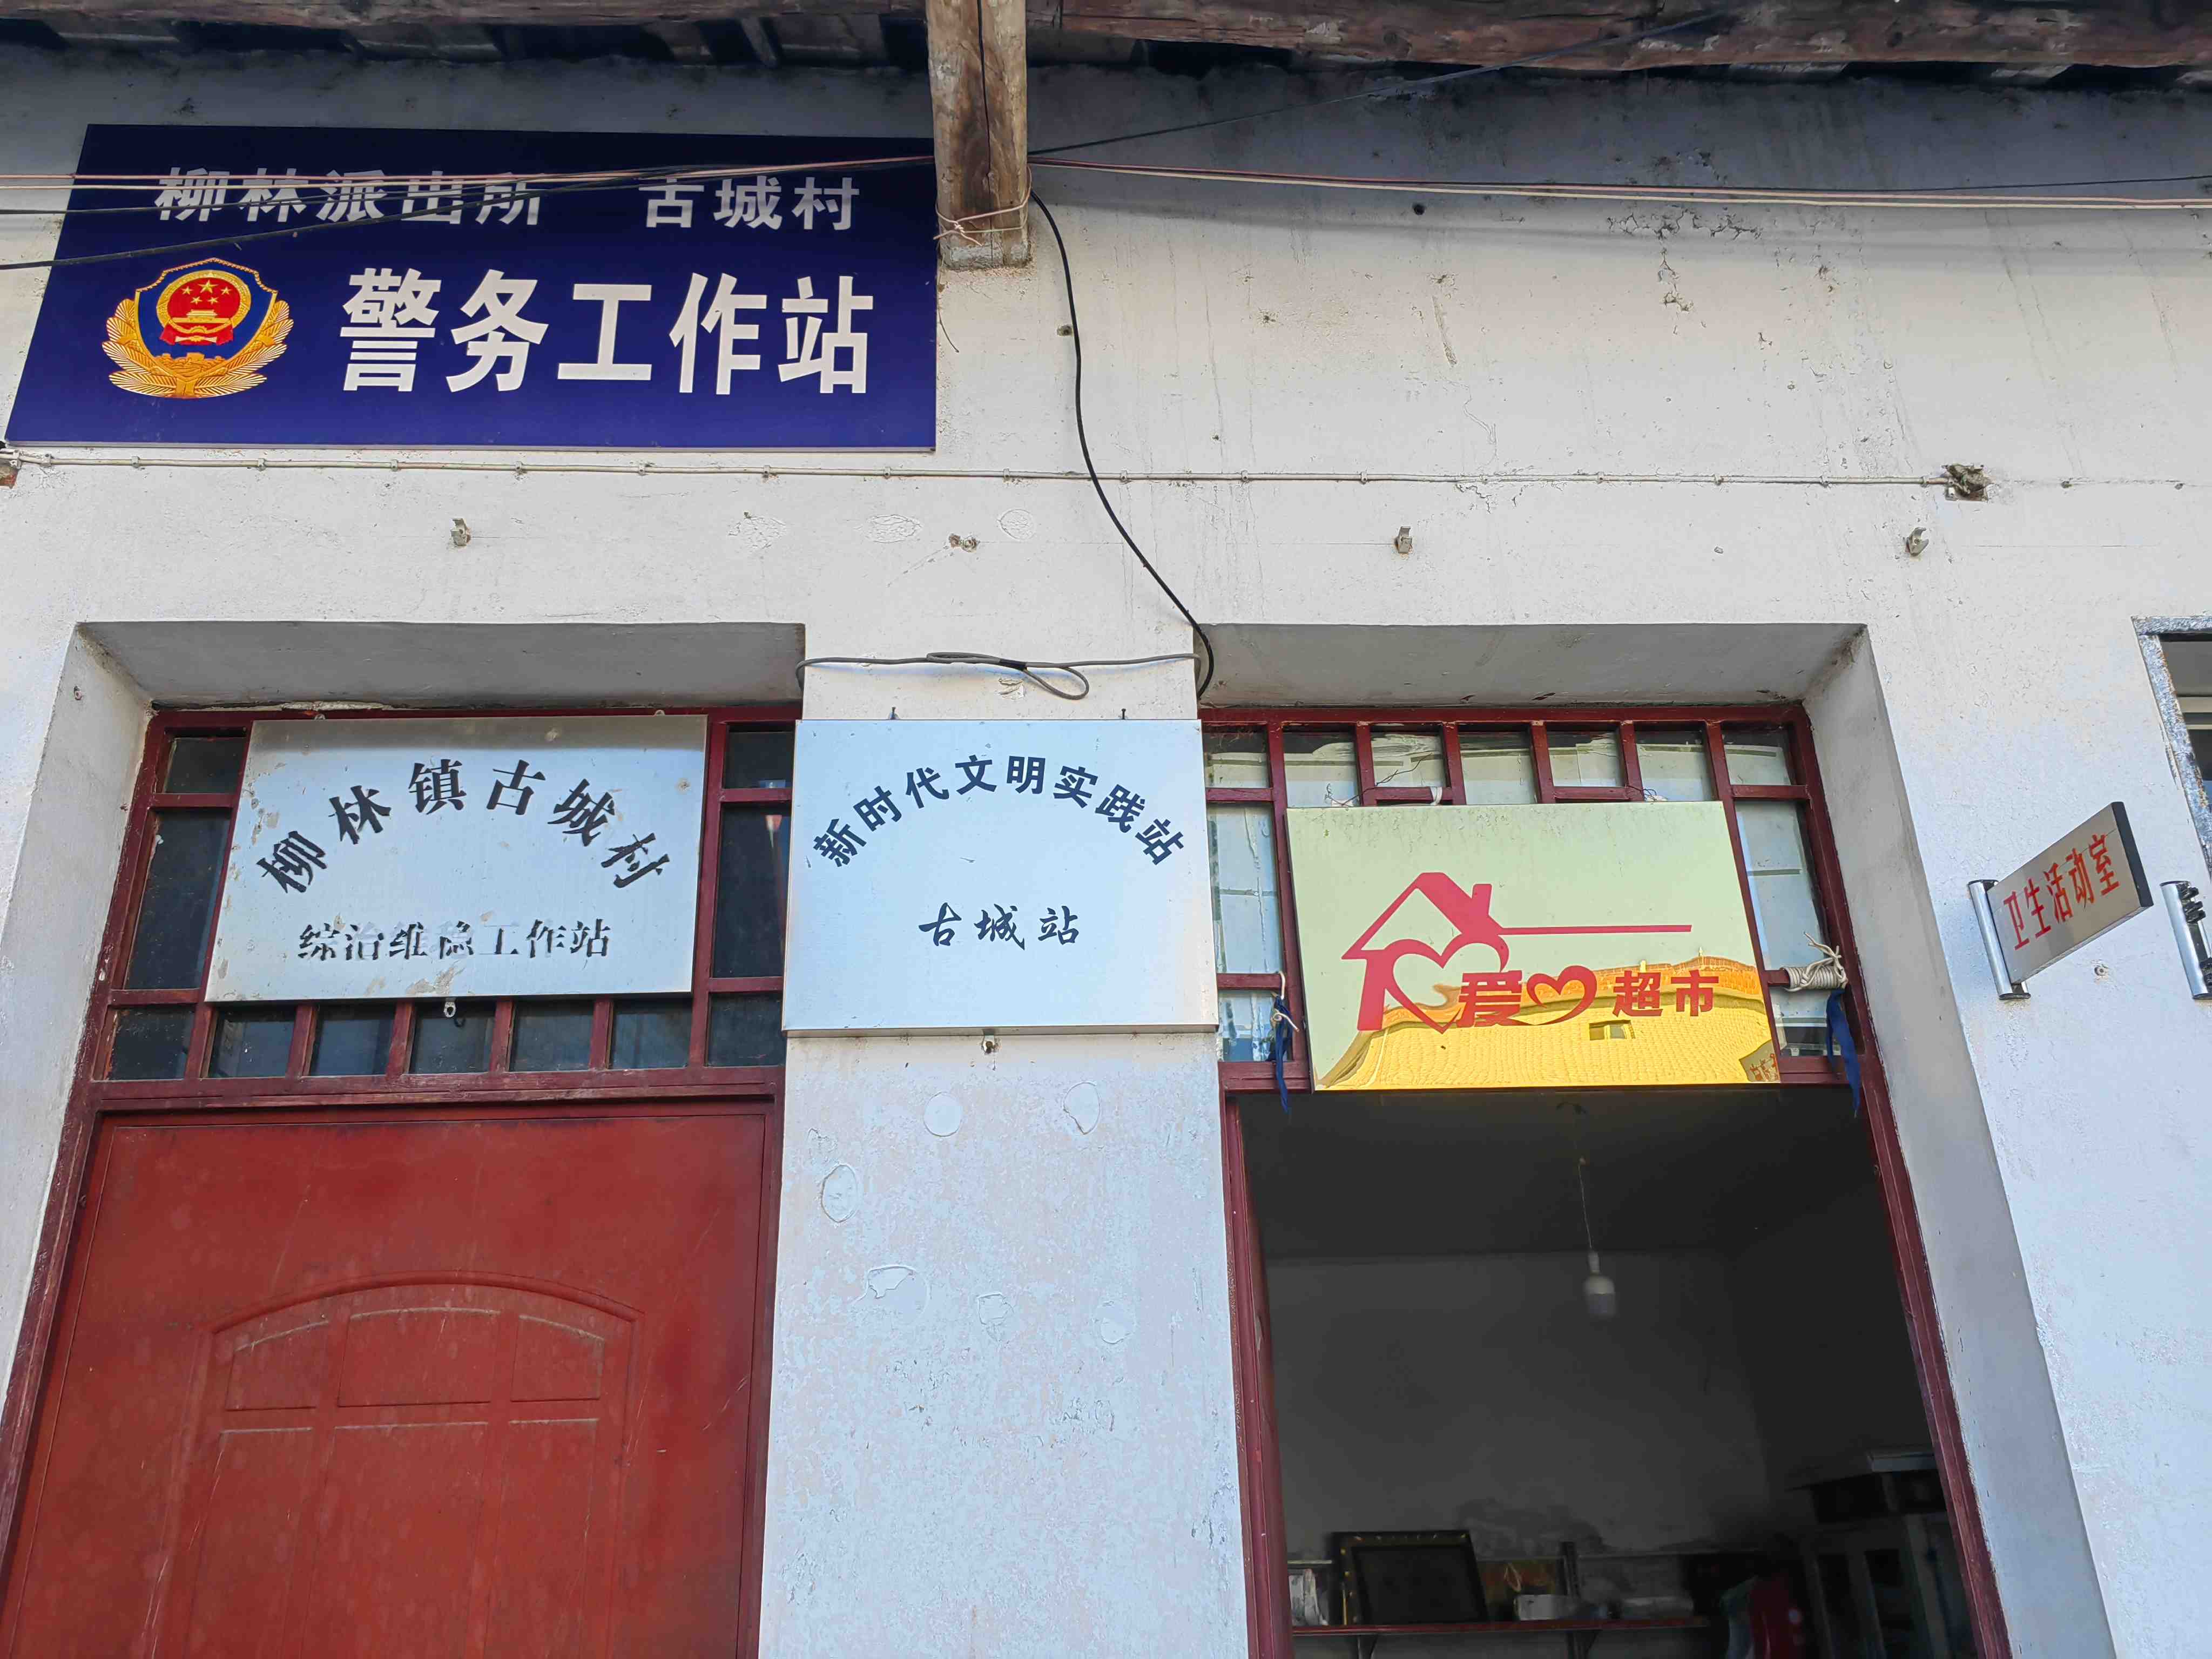 柳林派出所 古城村
警务工作站
柳林镇古城村
综治维稳工作站
新时代文明实践站
古城站
爱心超市
卫生活动室